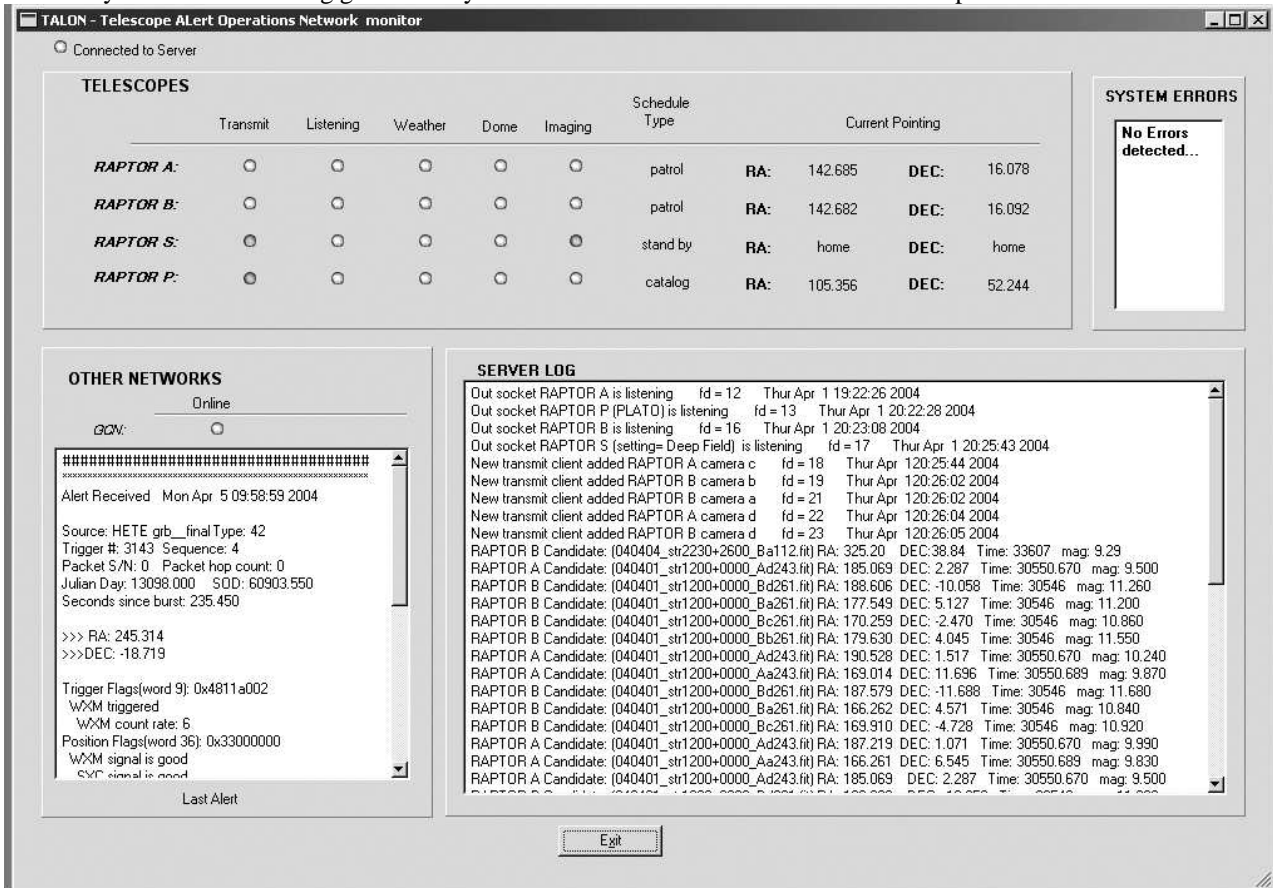 TALON - Telescope ALert Operations Network monitor
Connected to Server
TELESCOPES
Transmit Listening Weather Dome Imaging Schedule Type Current Pointing
RAPTOR A: patrol RA: 142.685 DEC: 16.078
RAPTOR B: patrol RA: 142.682 DEC: 16.092
RAPTOR S: stand by RA: home DEC: home
RAPTOR P: catalog RA: 105.356 DEC: 52.244
SYSTEM ERRORS
No Errors
detected...
OTHER NETWORKS
Online
GCN:
####################################
Alert Received Mon Apr 5 09:58:59 2004
Source: HETE grb__final Type: 42
Trigger #: 3143 Sequence: 4
Packet S/N: 0 Packet hop count: 0
Julian Day: 13098.000 SOD: 60903.550
Seconds since burst: 235.450
>>> RA: 245.314
>>>DEC: -18.719
Trigger Flags(word 9): 0x4811a002
WXM triggered
WXM count rate: 6
Position Flags(word 36): 0x33000000
WXM signal is good
SXC signal is good
Last Alert
SERVER LOG
Out socket RAPTOR A is listening fd = 12 Thur Apr 1 19:22:26 2004
Out socket RAPTOR P (PLATO) is listening fd = 13 Thur Apr 1 20:22:28 2004
Out socket RAPTOR B is listening fd = 16 Thur Apr 1 20:23:08 2004
Out socket RAPTOR S (setting= Deep Field) is listening fd = 17 Thur Apr 1 20:25:43 2004
New transmit client added RAPTOR A camera c fd = 18 Thur Apr 120:25:44 2004
New transmit client added RAPTOR B camera b fd = 19 Thur Apr 120:26:02 2004
New transmit client added RAPTOR B camera a fd = 21 Thur Apr 120:26:02 2004
New transmit client added RAPTOR A camera d fd = 22 Thur Apr 120:26:04 2004
New transmit client added RAPTOR B camera d fd = 23 Thur Apr 120:26:05 2004
RAPTOR B Candidate: (040404_str2230+2600_Ba112.fit) RA: 325.20 DEC:38.84 Time: 33607 mag: 9.29
RAPTOR A Candidate: (040401_str1200+0000_Ad243.fit) RA: 185.069 DEC: 2.287 Time: 30550.670 mag: 9.500
RAPTOR B Candidate: (040401_str1200+0000_Ba261.fit) RA: 188.606 DEC: -10.058 Time: 30546 mag: 11.260
RAPTOR B Candidate: (040401_str1200+0000_Ba261.fit) RA: 177.549 DEC: 5.127 Time: 30546 mag: 11.200
RAPTOR B Candidate: (040401_str1200+0000_Bc261.fit) RA: 170.259 DEC: -2.470 Time: 30546 mag: 10.860
RAPTOR B Candidate: (040401_str1200+0000_Bb261.fit) RA: 179.630 DEC: 4.045 Time: 30546 mag: 11.550
RAPTOR A Candidate: (040401_str1200+0000_Ad243.fit) RA: 190.528 DEC: 1.517 Time: 30550.670 mag: 10.240
RAPTOR A Candidate: (040401_str1200+0000_Aa243.fit) RA: 169.014 DEC: 11.696 Time: 30550.689 mag: 9.870
RAPTOR B Candidate: (040401_str1200+0000_Bd261.fit) RA: 187.579 DEC: -11.688 Time: 30546 mag: 11.680
RAPTOR B Candidate: (040401_str1200+0000_Ba261.fit) RA: 166.262 DEC: 4.571 Time: 30546 mag: 10.840
RAPTOR B Candidate: (040401_str1200+0000_Bc261.fit) RA: 169.910 DEC: -4.728 Time: 30546 mag: 10.920
RAPTOR A Candidate: (040401_str1200+0000_Ad243.fit) RA: 187.219 DEC: 1.071 Time: 30550.670 mag: 9.990
RAPTOR A Candidate: (040401_str1200+0000_Aa243.fit) RA: 166.261 DEC: 6.545 Time: 30550.689 mag: 9.830
RAPTOR A Candidate: (040401_str1200+0000_Ad243.fit) RA: 185.069 DEC: 2.287 Time: 30550.670 mag: 9.500
Exit